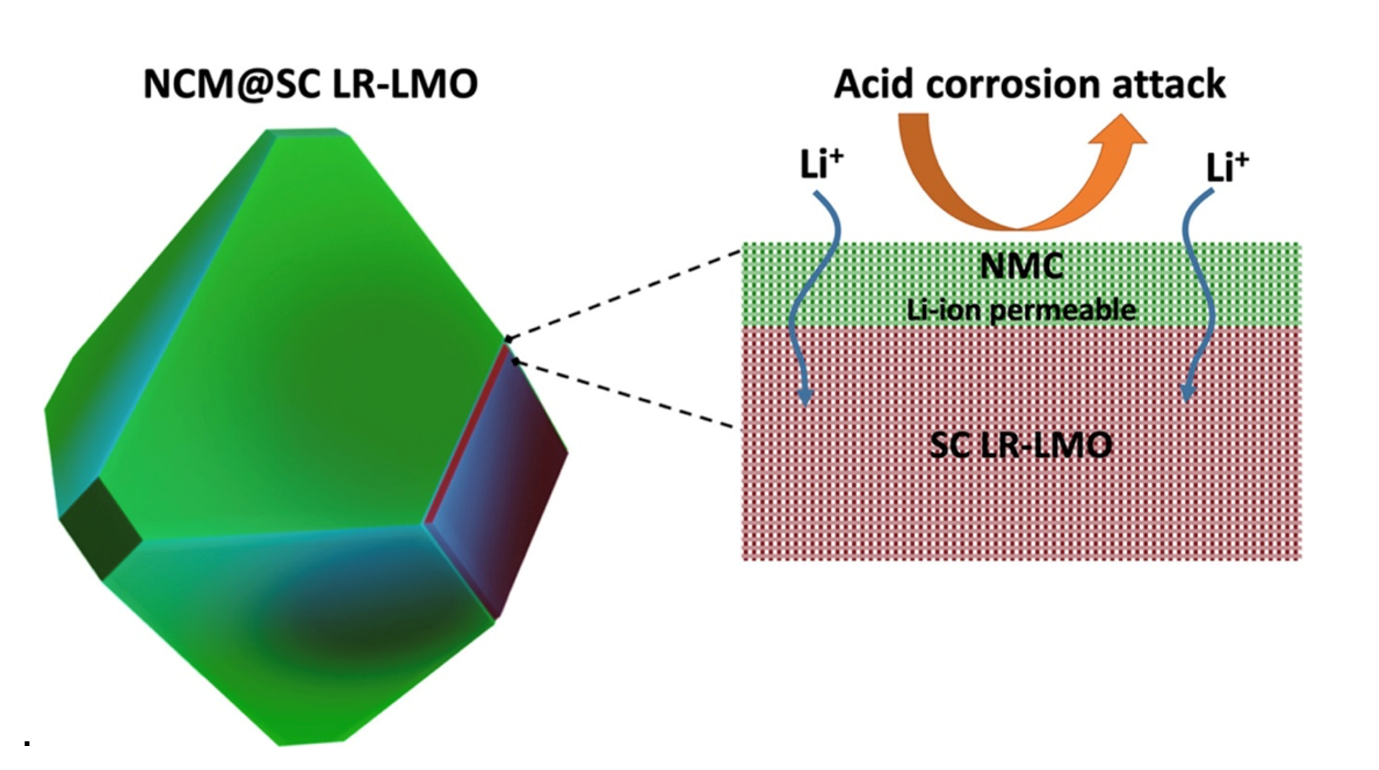 NCM@SC LR-LMO
Acid corrosion attack
Li⁺
Li⁺
NMC
Li-ion permeable
SC LR-LMO
.